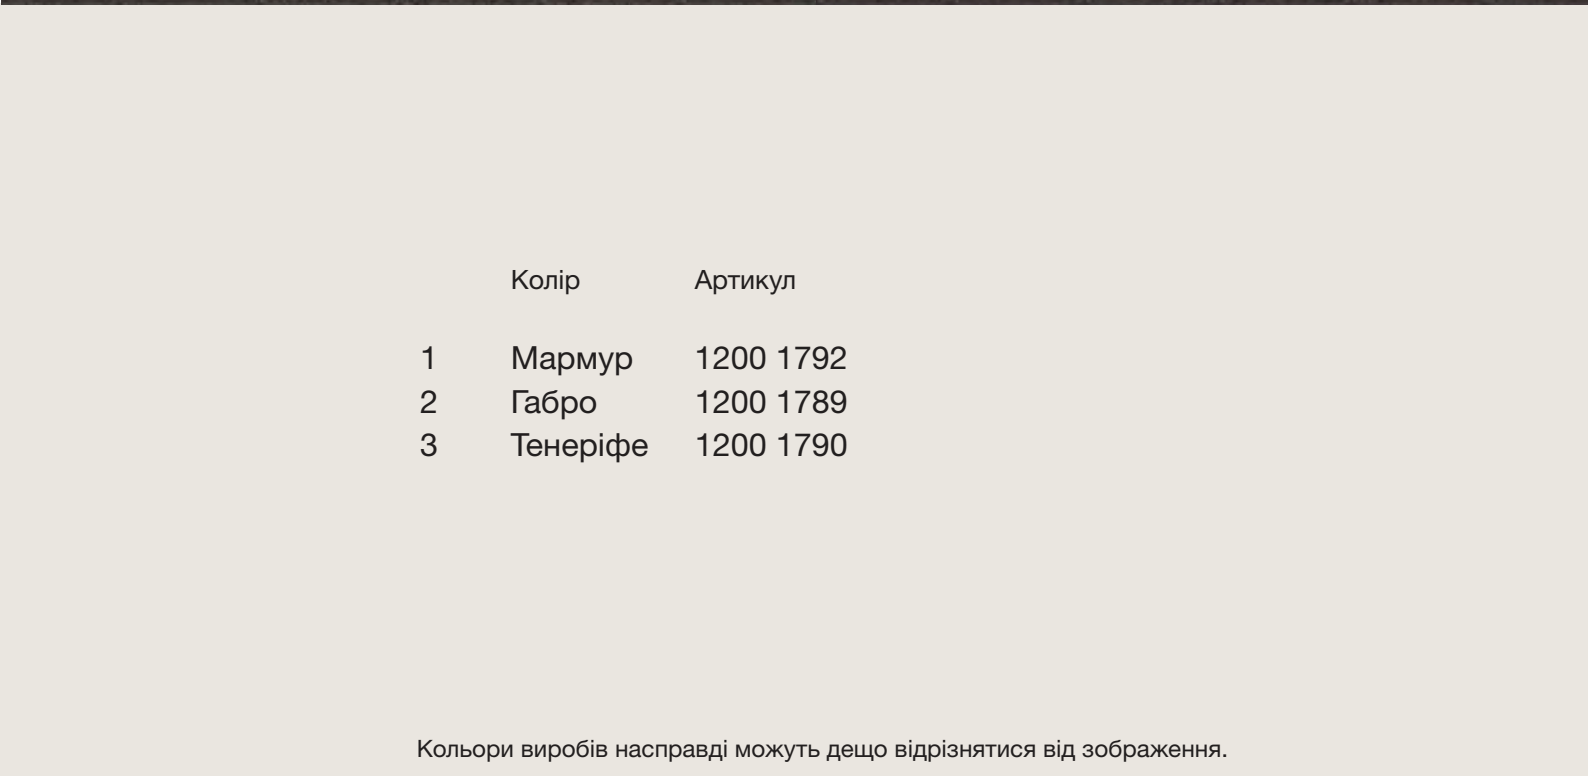 Колір Артикул
1 Мармур 1200 1792
2 Габро 1200 1789
3 Тенеріфе 1200 1790
Кольори виробів насправді можуть дещо відрізнятися від зображення.